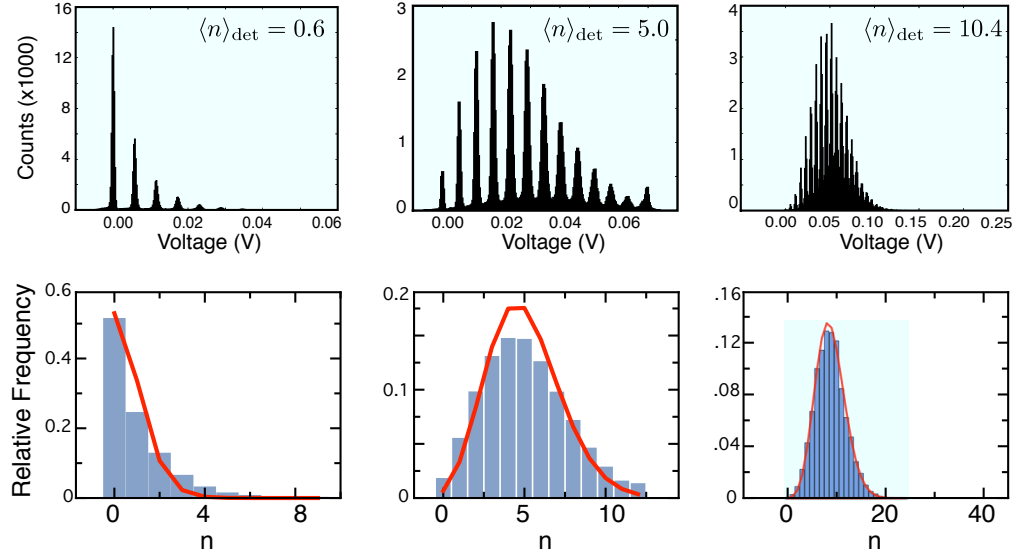 ⟨n⟩det = 0.6
⟨n⟩det = 5.0
⟨n⟩det = 10.4
Counts (x1000)
16
12
8
4
0
3
2
1
0
4
3
2
1
0
0.00 0.02 0.04 0.06
0.00 0.02 0.04 0.06
0.00 0.05 0.10 0.15 0.20 0.25
Voltage (V)
Voltage (V)
Voltage (V)
Relative Frequency
0.6
0.4
0.2
0
0.2
0.1
0
.16
.12
.08
.04
0
0 4 8
0 5 10
0 20 40
n
n
n